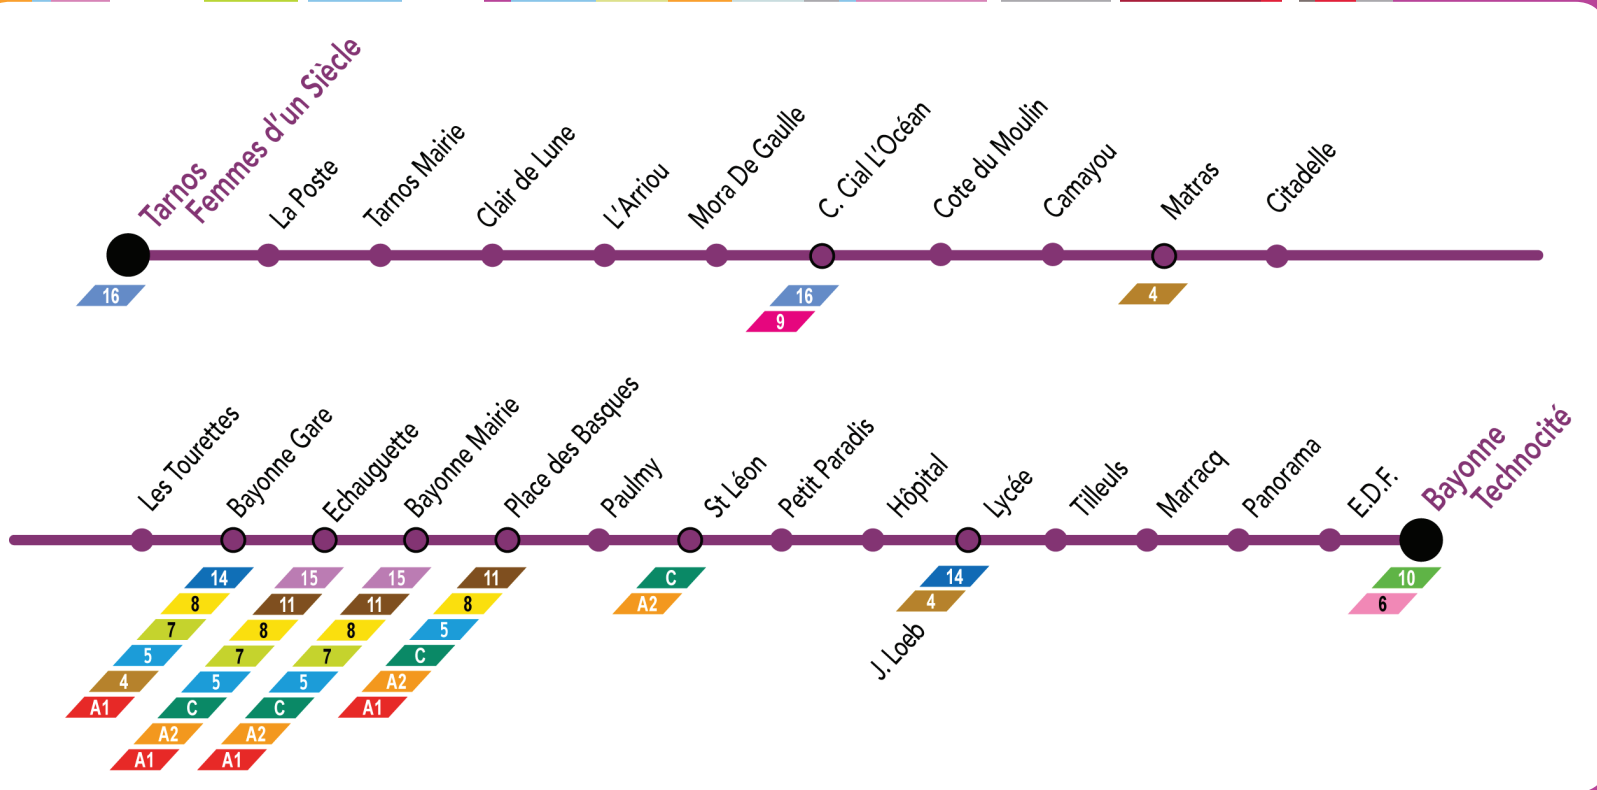 Tarnos
Femmes d'un Siècle
La Poste
Tarnos Mairie
Clair de Lune
L'Arriou
Mora De Gaulle
C. Cial L'Océan
Cote du Moulin
Camayou
Matras
Citadelle
16
16
9
4
Les Tourettes
Bayonne Gare
Echauguette
Bayonne Mairie
Place des Basques
Paulmy
St Léon
Petit Paradis
Hôpital
Lycée
J. Loeb
Tilleuls
Marracq
Panorama
E.D.F.
Bayonne
Technocité
14
8
7
5
4
A1
15
11
8
7
5
C
A2
A1
15
11
8
7
5
C
A2
A1
11
8
5
C
A2
A1
C
A2
14
4
10
6